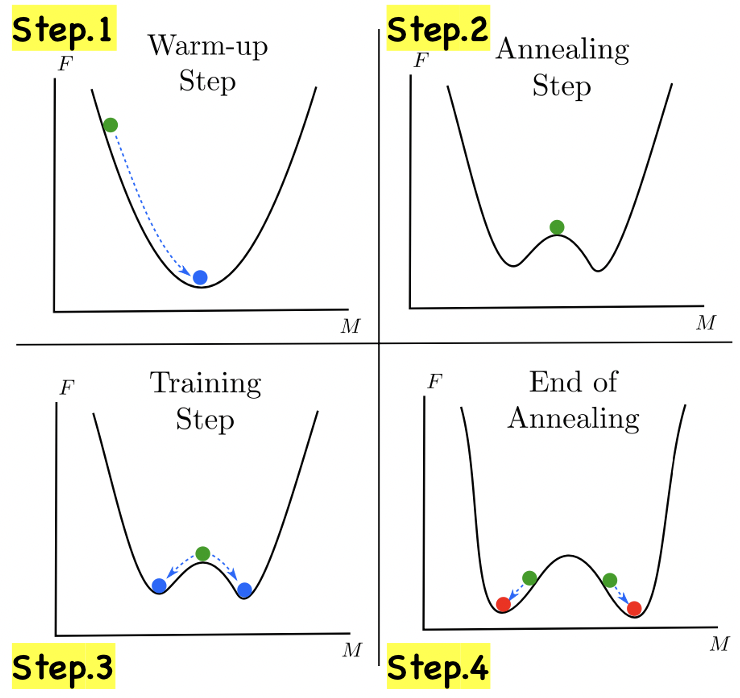 Step.1
Warm-up
Step
F
M
Step.2
Annealing
Step
F
M
Training
Step
F
M
Step.3
End of
Annealing
F
M
Step.4